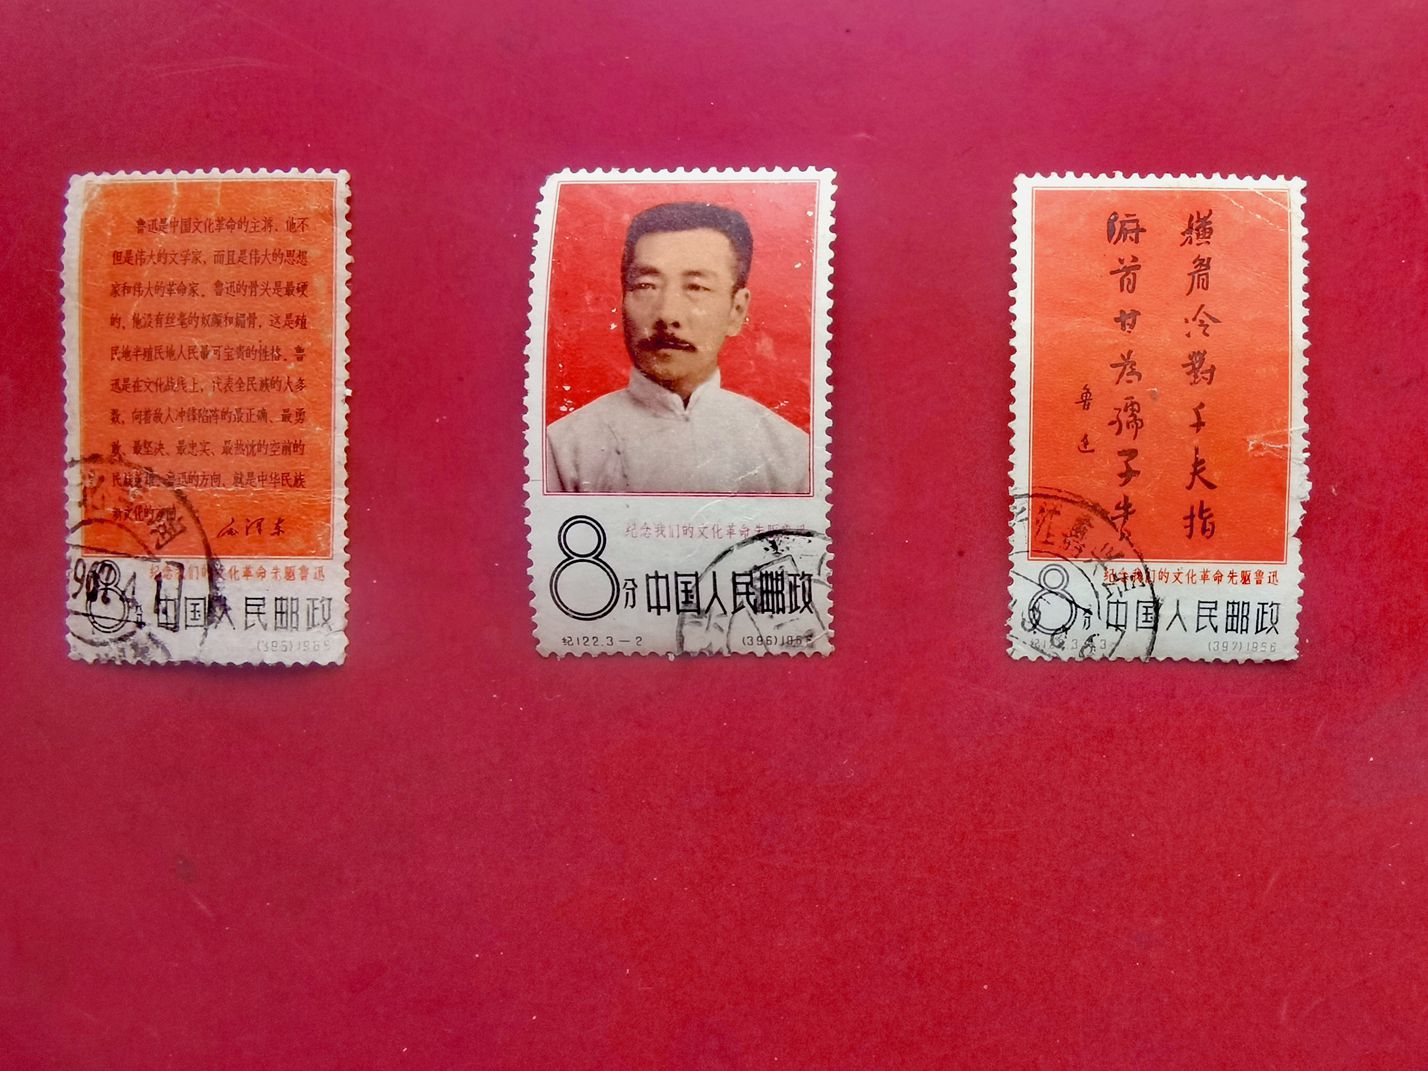 鲁迅是中国文化革命的主将，他不
但是伟大的文学家，而且是伟大的思想
家和伟大的革命家。鲁迅的骨头是最硬
的，他没有丝毫的奴颜和媚骨，这是殖
民地半殖民地人民最可宝贵的性格。鲁
迅是在文化战线上，代表全民族的大多
数，向着敌人冲锋陷阵的最正确、最勇
敢、最坚决、最忠实、最热忱的空前的
民族英雄。鲁迅的方向，就是中华民族
新文化的方向。
毛泽东
纪念我们的文化革命先驱鲁迅
8分 中国人民邮政
(395)1966
纪念我们的文化革命先驱鲁迅
8分 中国人民邮政
纪122.3-2 (396)1966
橫眉冷對千夫指
俯首甘为孺子牛
鲁迅
纪念我们的文化革命先驱鲁迅
8分 中国人民邮政
纪122.3-3 (397)1966